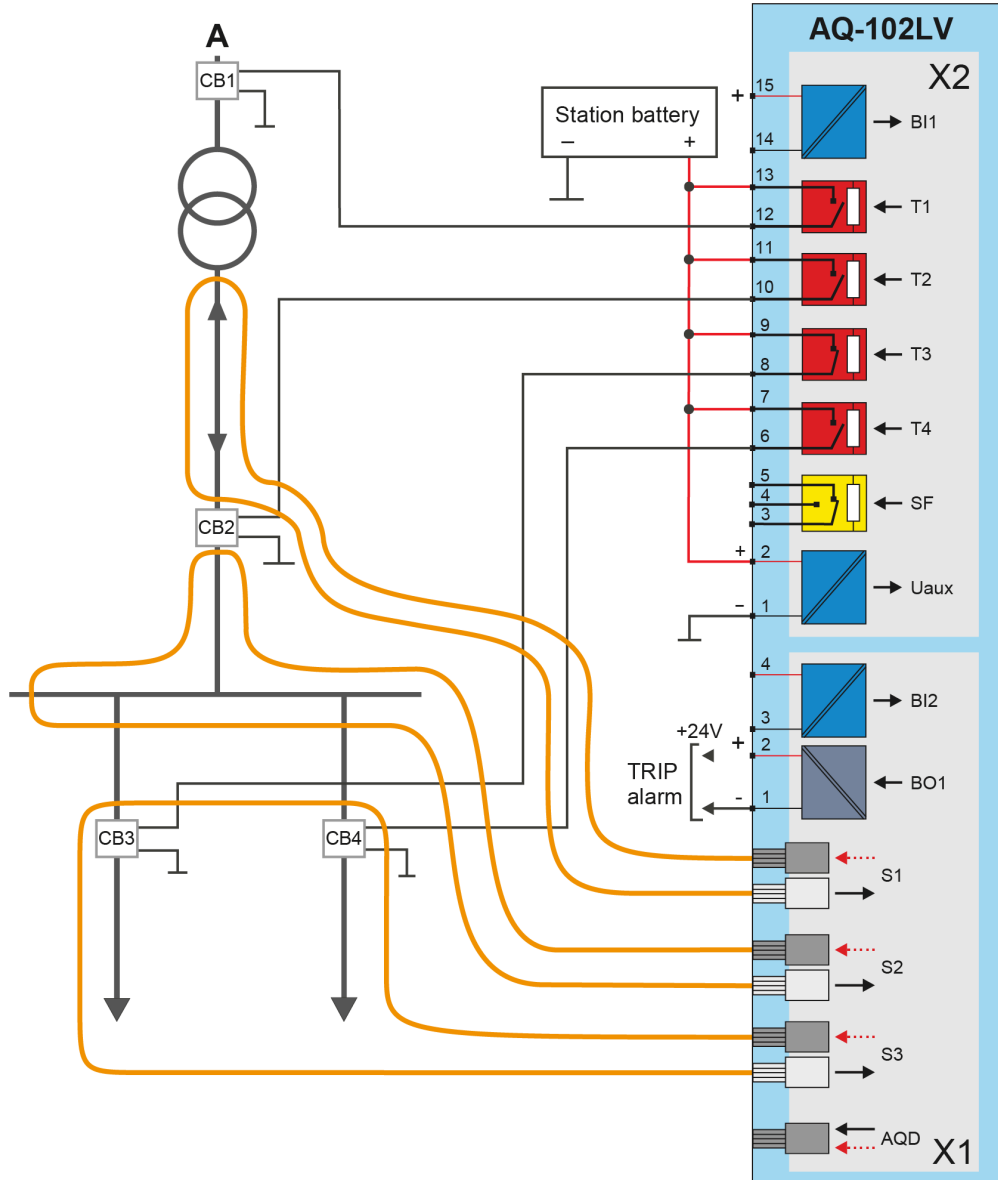 A
AQ-102LV
X2
CB1
Station battery
– +
+ 15
BI1
14
13
T1
12
11
T2
10
9
T3
8
7
T4
6
5
4
SF
3
CB2
+ 2
Uaux
– 1
4
BI2
3
+24V
+ 2
TRIP
alarm
BO1
- 1
CB3
CB4
S1
S2
S3
AQD
X1